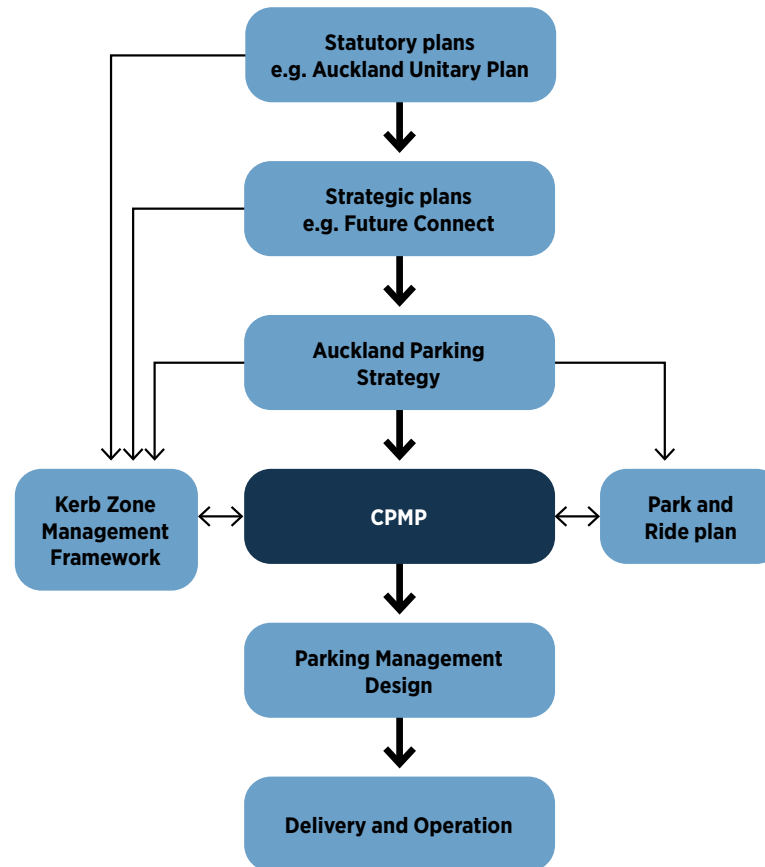 Statutory plans
e.g. Auckland Unitary Plan
Strategic plans
e.g. Future Connect
Auckland Parking
Strategy
Kerb Zone
Management
Framework
CPMP
Park and
Ride plan
Parking Management
Design
Delivery and Operation